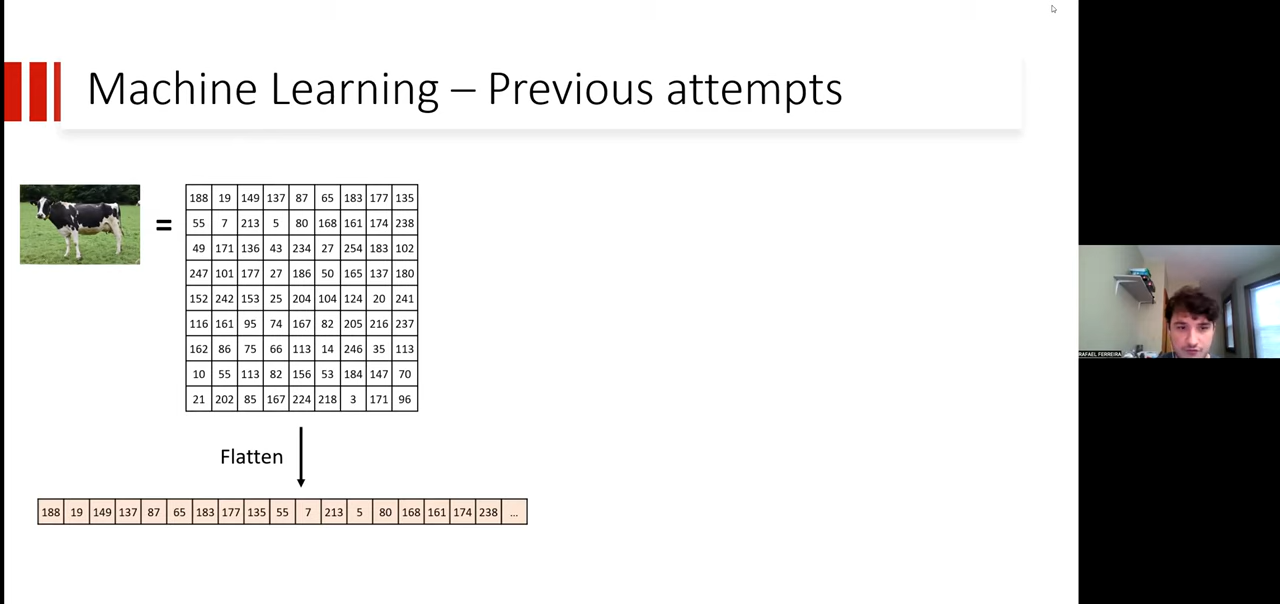 Machine Learning – Previous attempts
=
188 19 149 137 87 65 183 177 135
55 7 213 5 80 168 161 174 238
49 171 136 43 234 27 254 183 102
247 101 177 27 186 50 165 137 180
152 242 153 25 204 104 124 20 241
116 161 95 74 167 82 205 216 237
162 86 75 66 113 14 246 35 113
10 55 113 82 156 53 184 147 70
21 202 85 167 224 218 3 171 96
Flatten
188 19 149 137 87 65 183 177 135 55 7 213 5 80 168 161 174 238 ...
RAFAEL FERREIRA